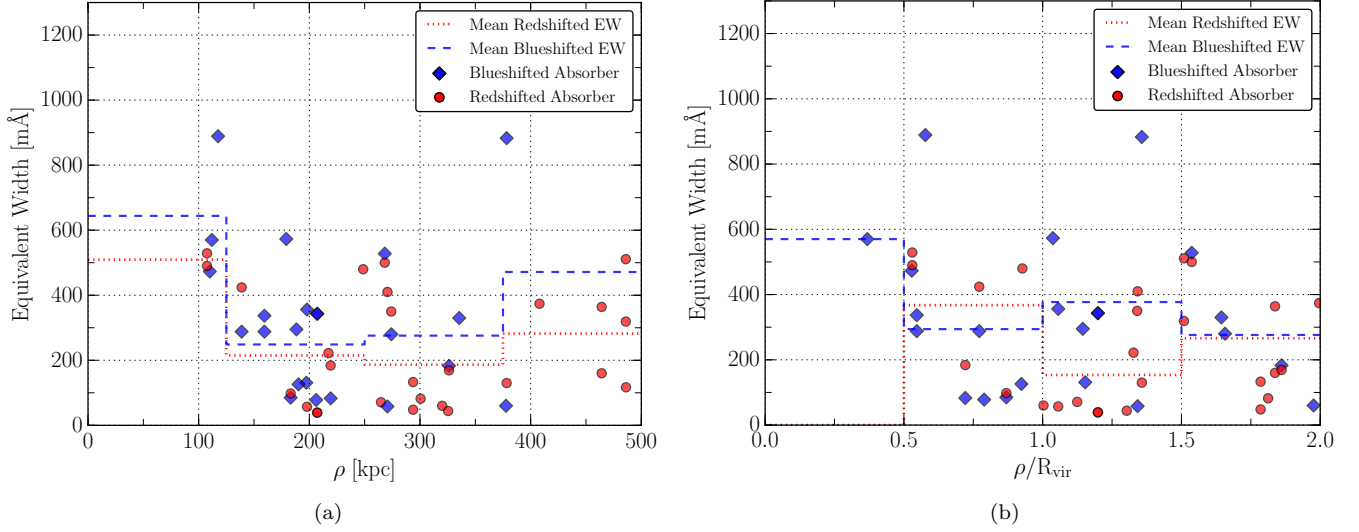 1200
1000
800
600
400
200
0
Equivalent Width [mÅ]
0
100
200
300
400
500
ρ [kpc]
Mean Redshifted EW
Mean Blueshifted EW
Blueshifted Absorber
Redshifted Absorber
(a)
1200
1000
800
600
400
200
0
Equivalent Width [mÅ]
0.0
0.5
1.0
1.5
2.0
ρ/R_vir
Mean Redshifted EW
Mean Blueshifted EW
Blueshifted Absorber
Redshifted Absorber
(b)